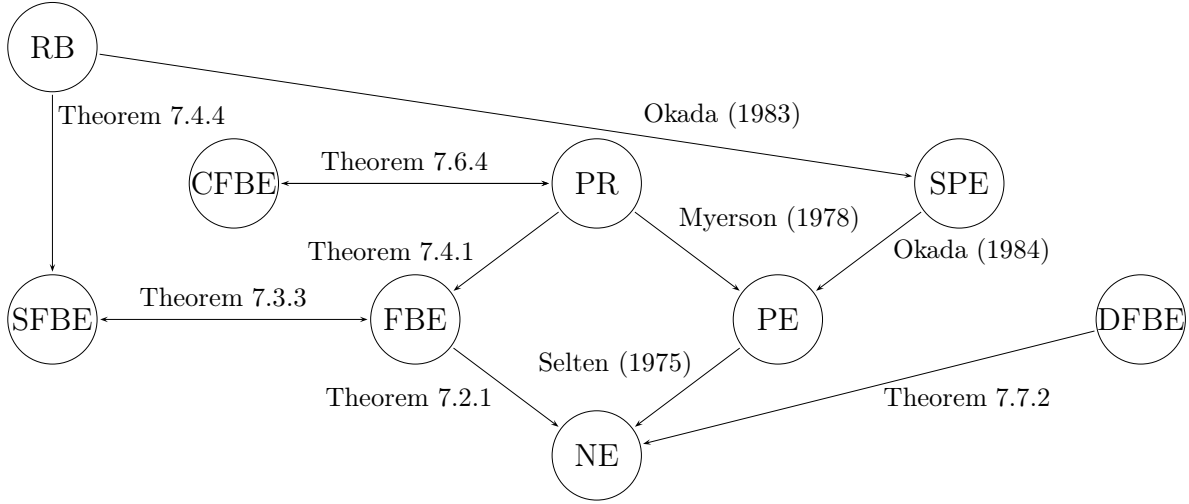 RB
Theorem 7.4.4
Okada (1983)
CFBE
Theorem 7.6.4
PR
SPE
Myerson (1978)
Theorem 7.4.1
Okada (1984)
SFBE
Theorem 7.3.3
FBE
PE
DFBE
Selten (1975)
Theorem 7.2.1
Theorem 7.7.2
NE